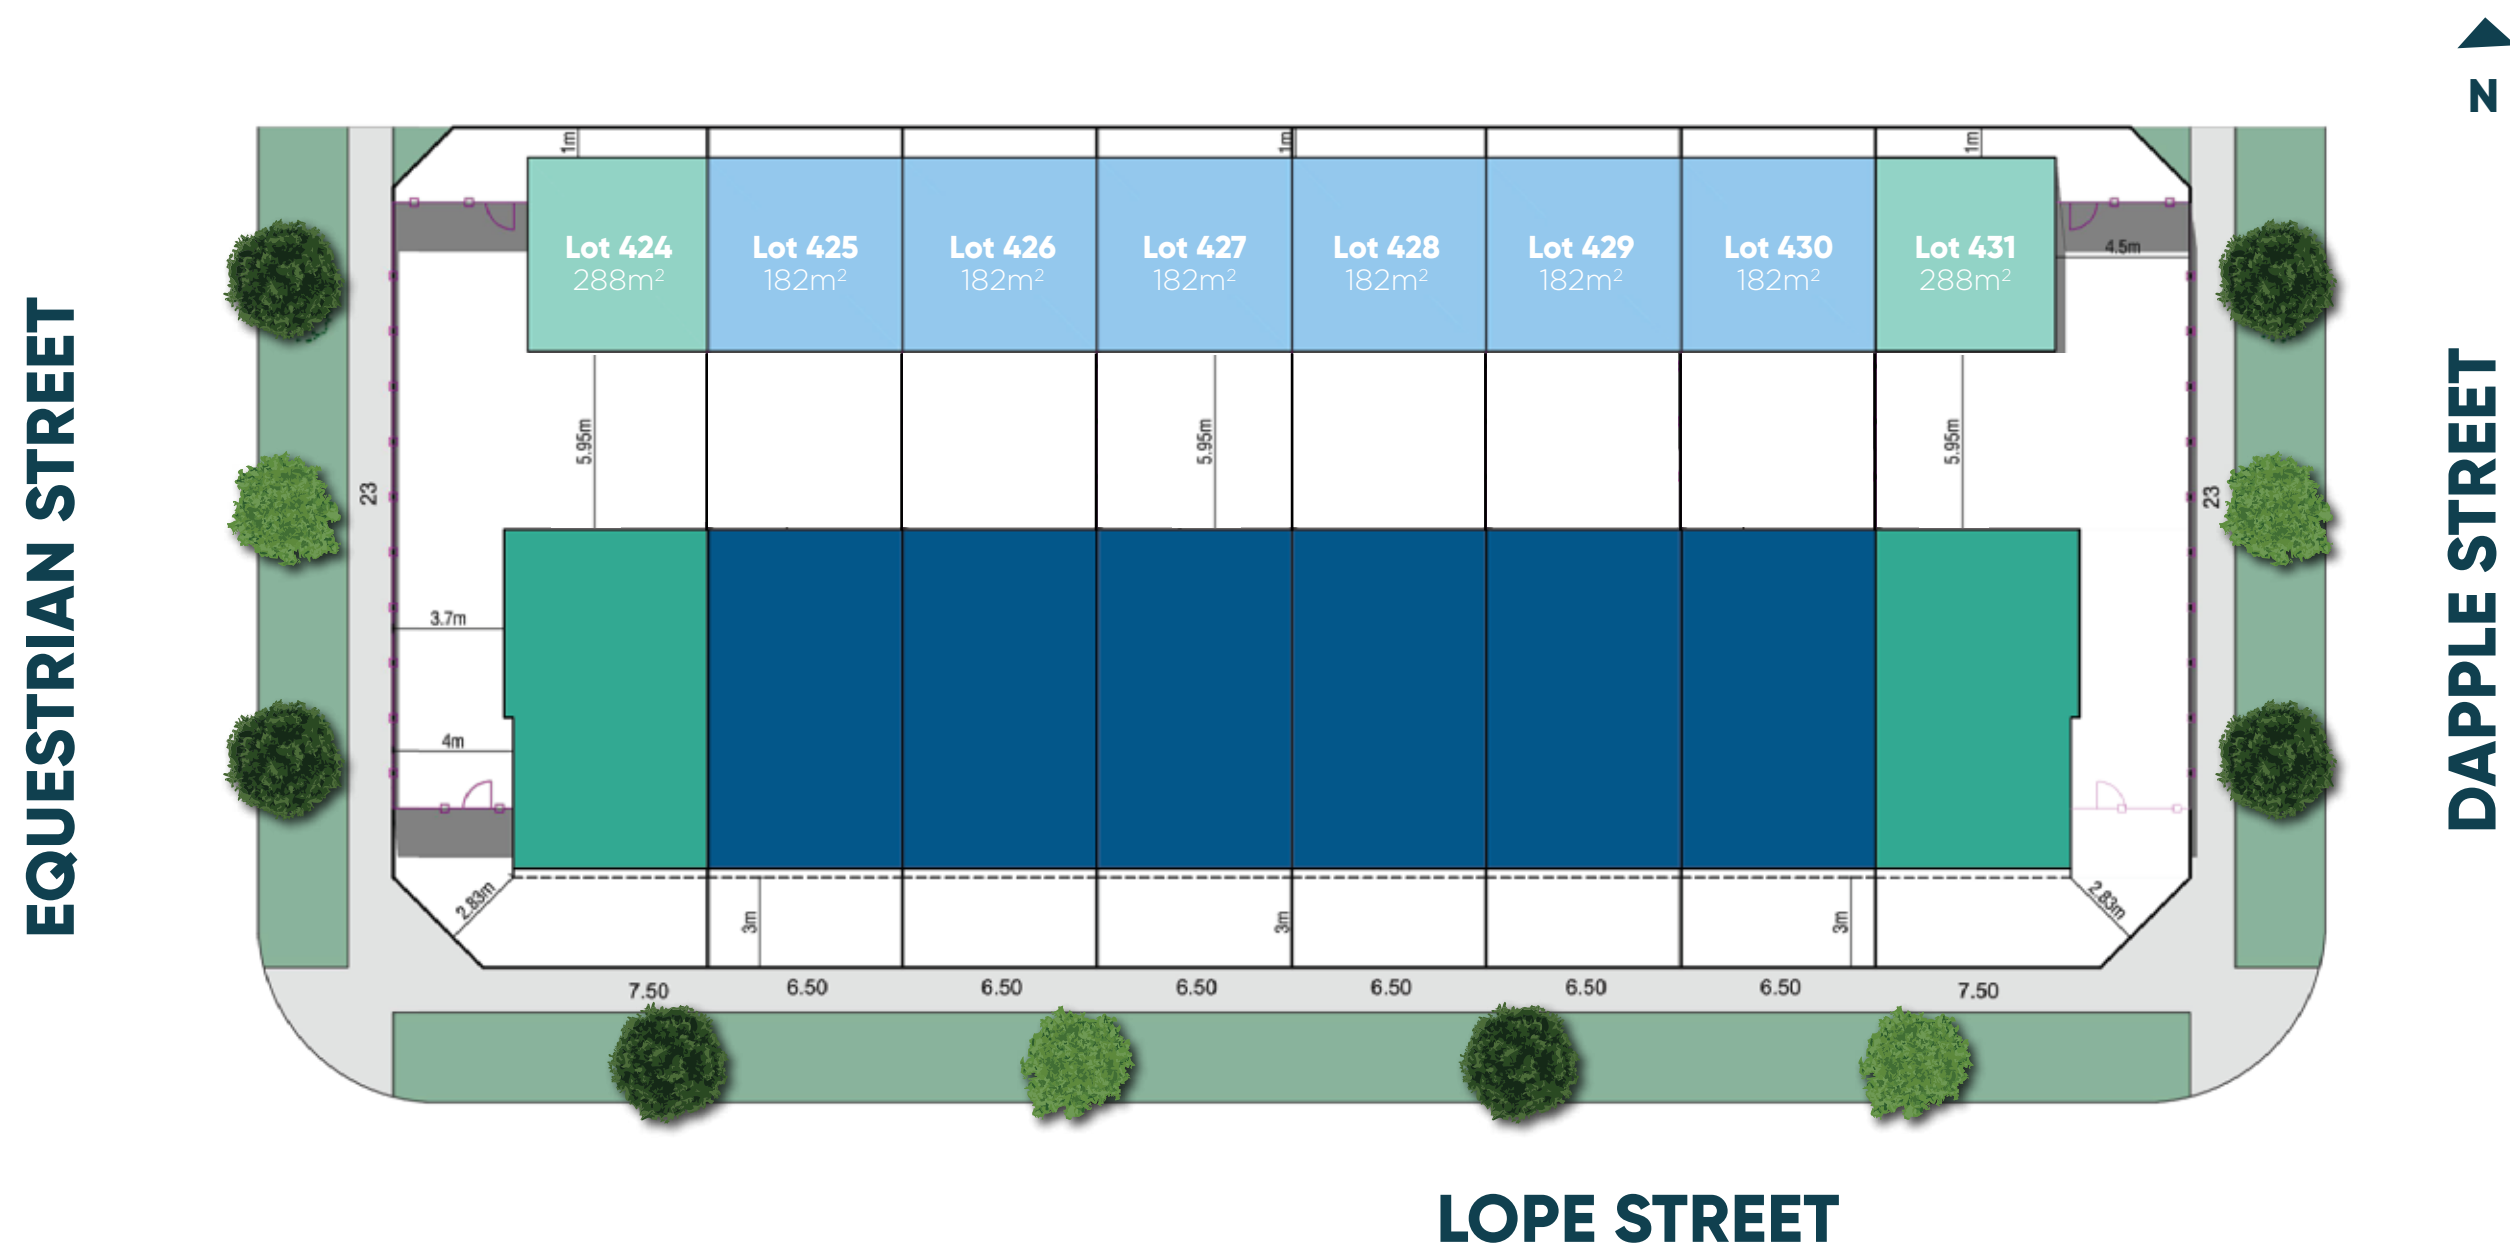 N
1m
1m
1m
Lot 424
288m²
Lot 425
182m²
Lot 426
182m²
Lot 427
182m²
Lot 428
182m²
Lot 429
182m²
Lot 430
182m²
Lot 431
288m²
4.5m
EQUESTRIAN STREET
DAPPLE STREET
5.95m
5.95m
5.95m
23
23
3.7m
4m
2.83m
3m
3m
3m
2.83m
7.50
6.50
6.50
6.50
6.50
6.50
6.50
7.50
LOPE STREET